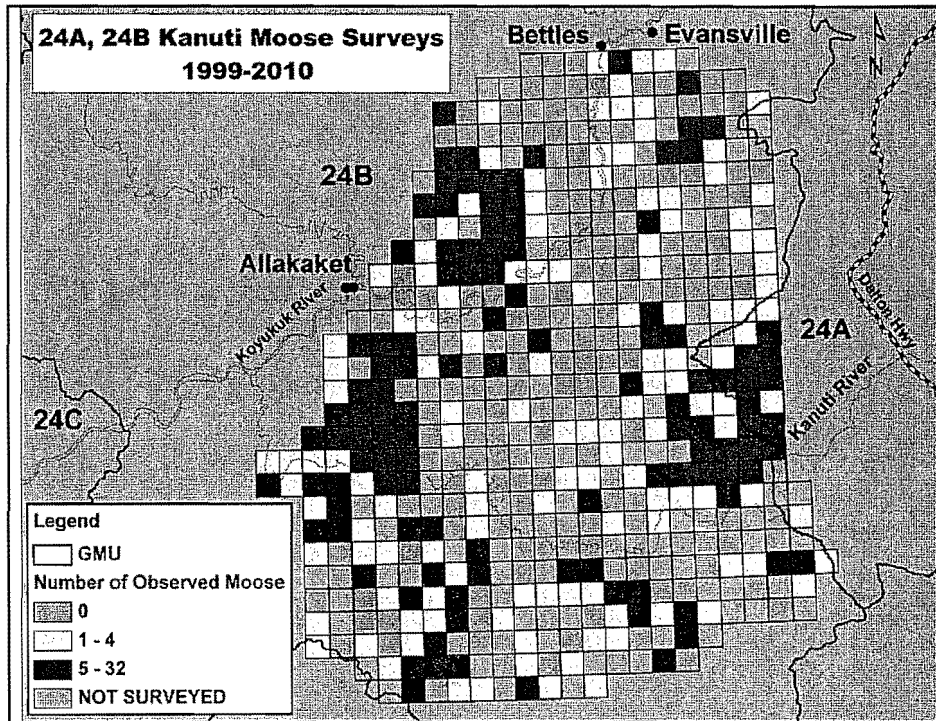 24A, 24B Kanuti Moose Surveys
1999-2010
Bettles
Evansville
N
24B
Allakaket
Koyukuk River
24A
Dalton Hwy
Kanuti River
24C
Legend
GMU
Number of Observed Moose
0
1 - 4
5 - 32
NOT SURVEYED